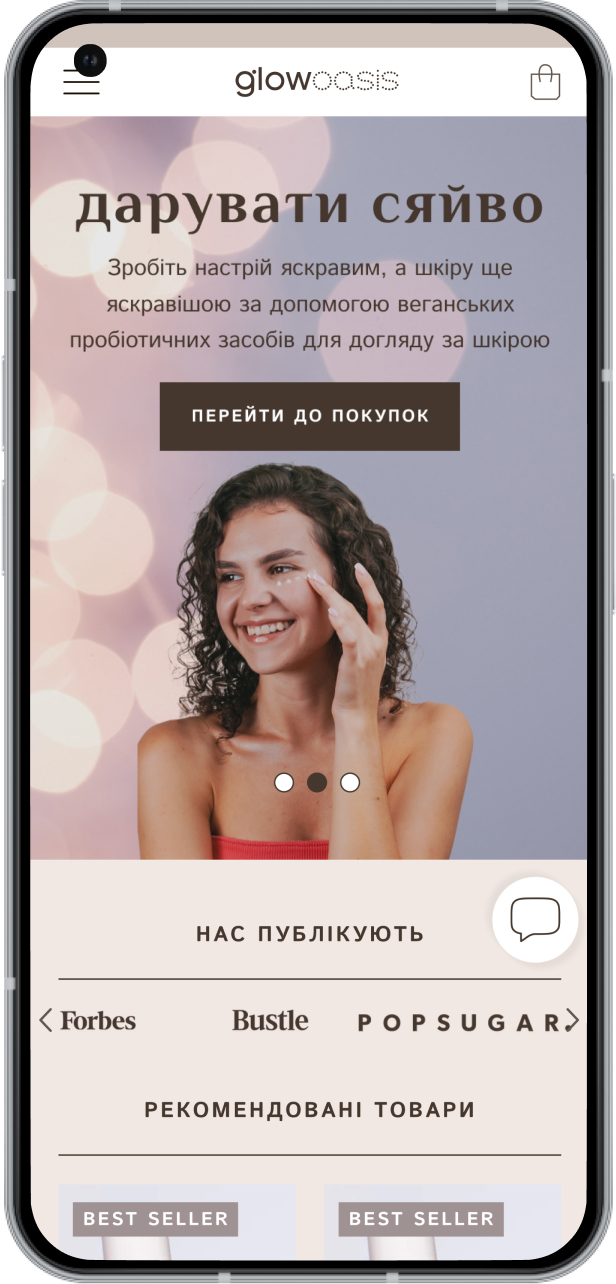 glowoasis
дарувати сяйво
Зробіть настрій яскравим, а шкіру ще
яскравішою за допомогою веганських
пробіотичних засобів для догляду за шкірою
ПЕРЕЙТИ ДО ПОКУПОК
НАС ПУБЛІКУЮТЬ
Forbes Bustle POPSUGAR.
РЕКОМЕНДОВАНІ ТОВАРИ
BEST SELLER BEST SELLER